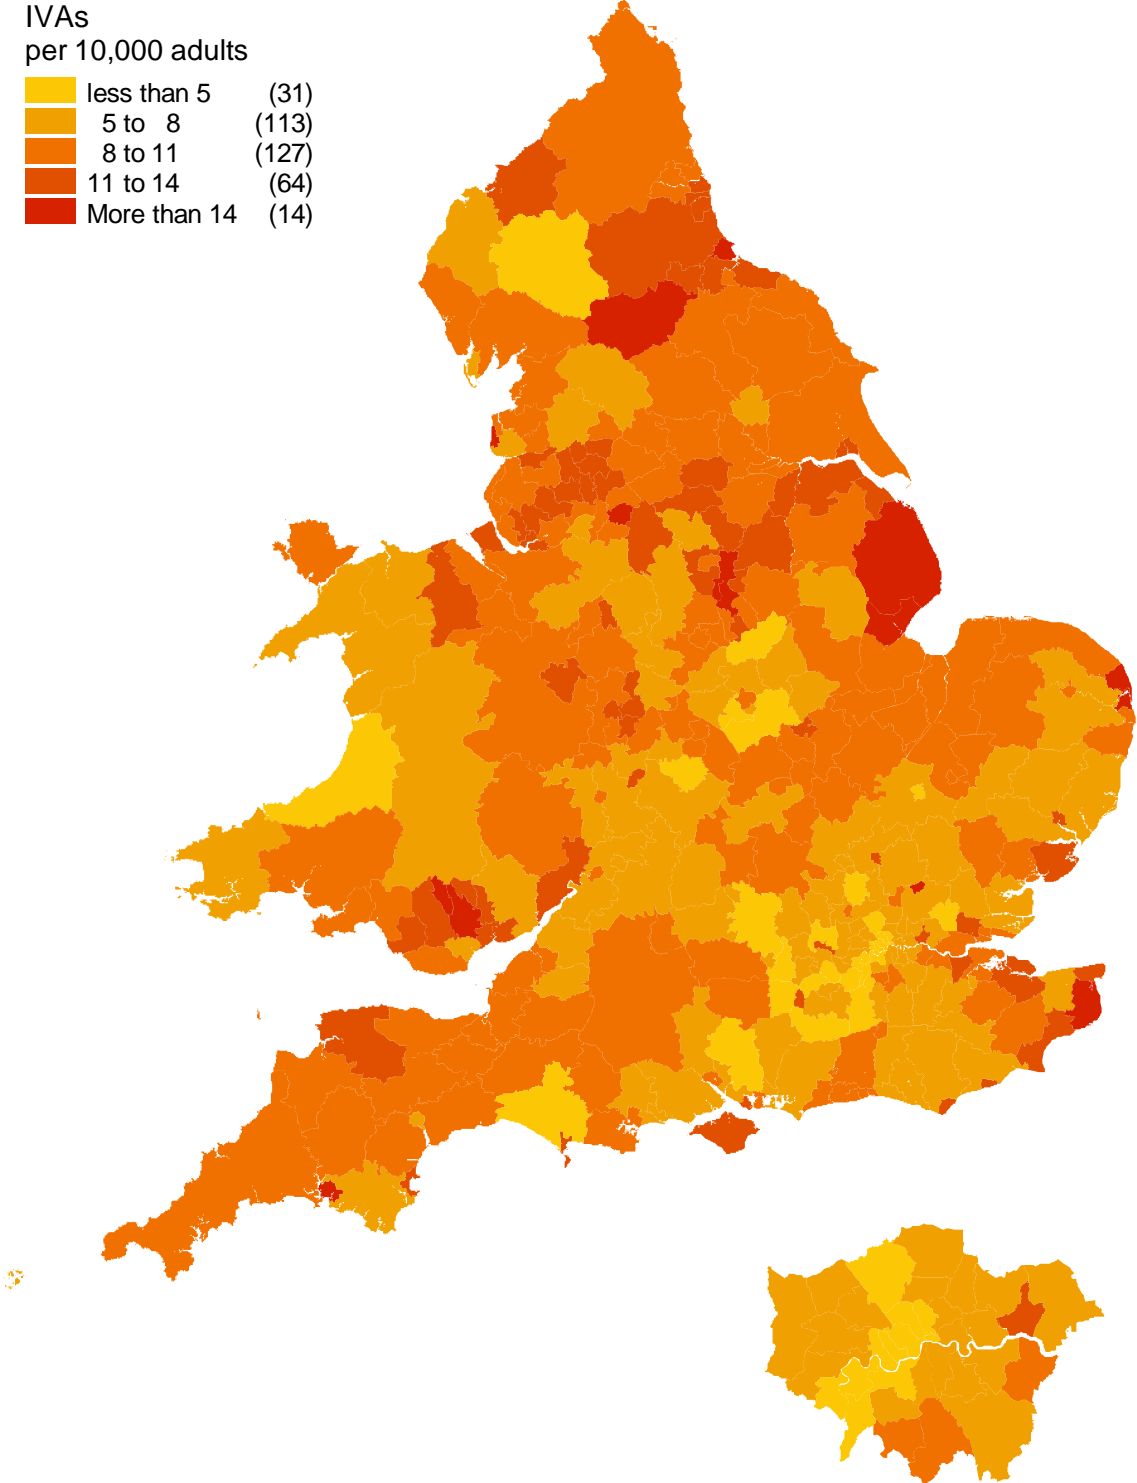 IVAs
per 10,000 adults
less than 5 (31)
5 to 8 (113)
8 to 11 (127)
11 to 14 (64)
More than 14 (14)